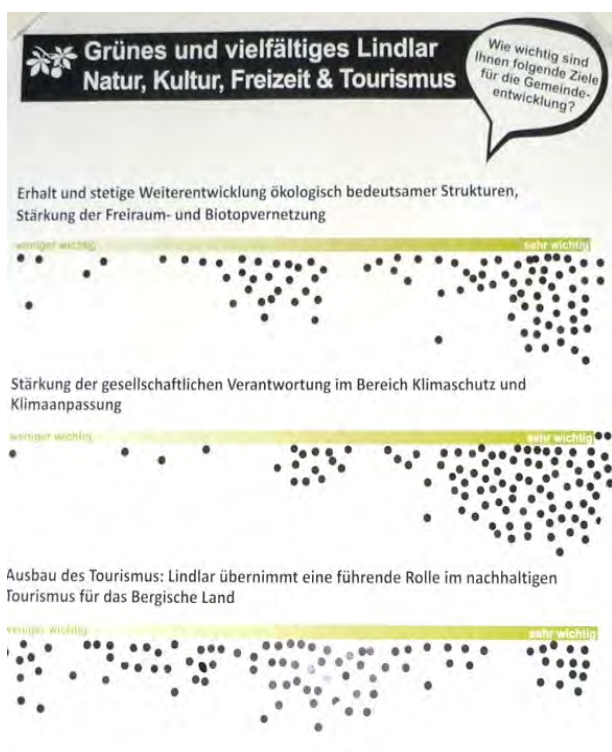 Grünes und vielfältiges Lindlar
Natur, Kultur, Freizeit & Tourismus
Wie wichtig sind
Ihnen folgende Ziele
für die Gemeinde-
entwicklung?
Erhalt und stetige Weiterentwicklung ökologisch bedeutsamer Strukturen,
Stärkung der Freiraum- und Biotopvernetzung
weniger wichtig sehr wichtig
Stärkung der gesellschaftlichen Verantwortung im Bereich Klimaschutz und
Klimaanpassung
weniger wichtig sehr wichtig
Ausbau des Tourismus: Lindlar übernimmt eine führende Rolle im nachhaltigen
Tourismus für das Bergische Land
weniger wichtig sehr wichtig